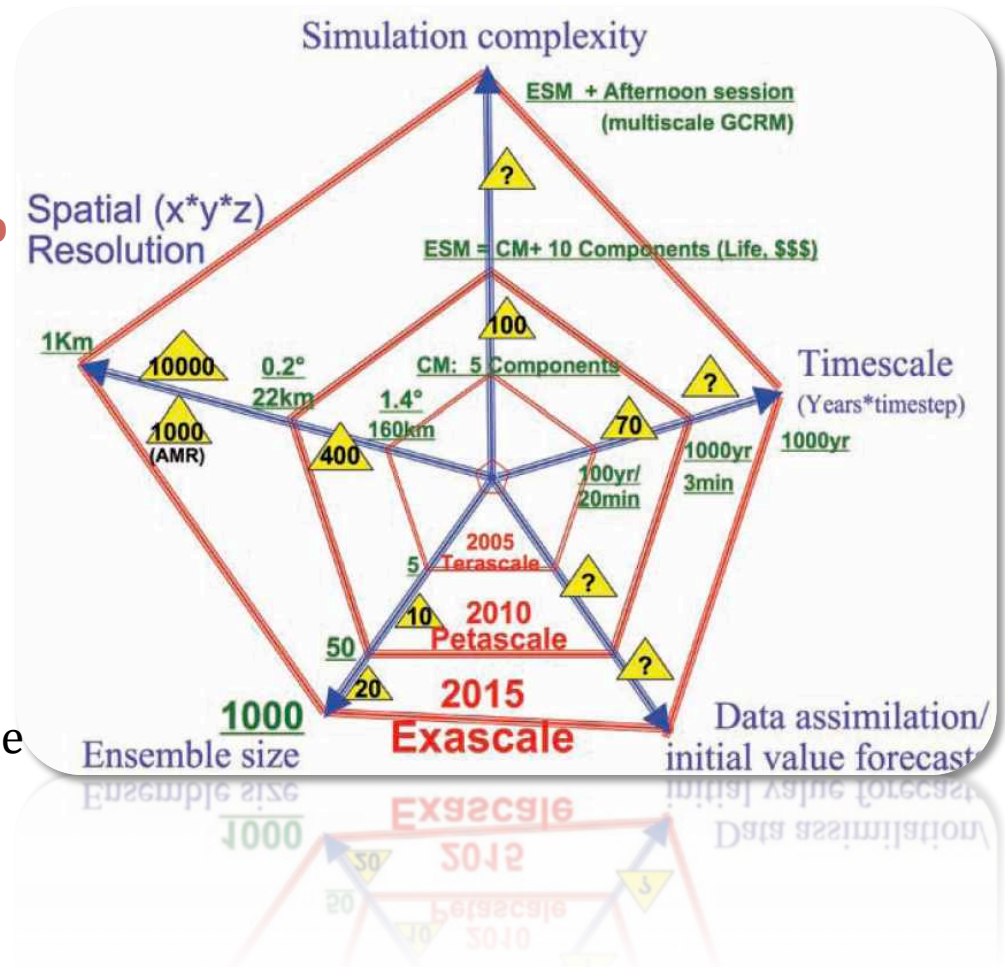 Simulation complexity
ESM + Afternoon session
(multiscale GCRM)
?
Spatial (x*y*z)
Resolution
ESM = CM+ 10 Components (Life, $$$)
100
1Km
10000
0.2°
22km
CM: 5 Components
?
Timescale
(Years*timestep)
1.4°
160km
1000
(AMR)
400
70
1000yr
3min
1000yr
100yr/
20min
2005
Terascale
5
?
10
2010
Petascale
50
?
20
2015
Exascale
1000
Ensemble size
Data assimilation/
initial value forecasts
e